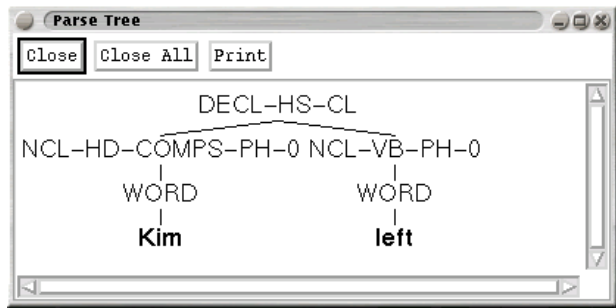 Parse Tree
Close Close All Print
DECL-HS-CL
NCL-HD-COMPS-PH-0 NCL-VB-PH-0
WORD WORD
Kim left